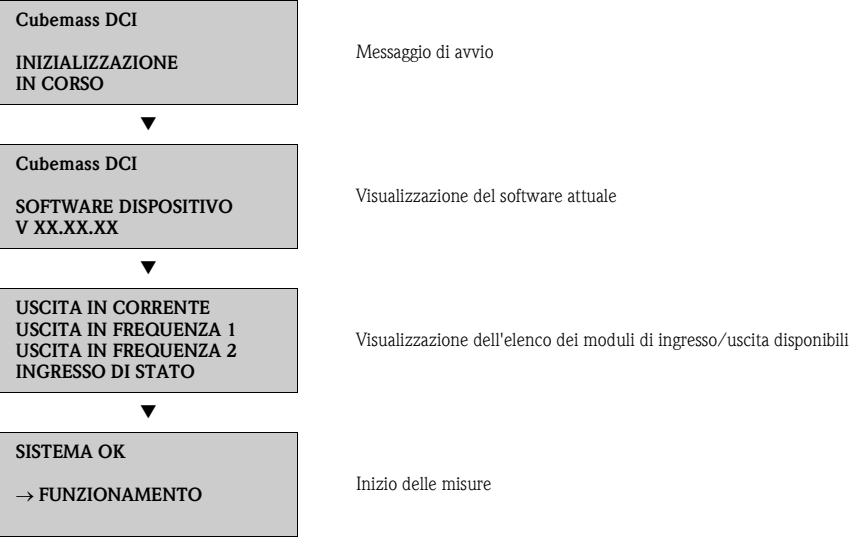 Cubemass DCI
INIZIALIZZAZIONE
IN CORSO
Messaggio di avvio
▼
Cubemass DCI
SOFTWARE DISPOSITIVO
V XX.XX.XX
Visualizzazione del software attuale
▼
USCITA IN CORRENTE
USCITA IN FREQUENZA 1
USCITA IN FREQUENZA 2
INGRESSO DI STATO
Visualizzazione dell'elenco dei moduli di ingresso/uscita disponibili
▼
SISTEMA OK
→ FUNZIONAMENTO
Inizio delle misure